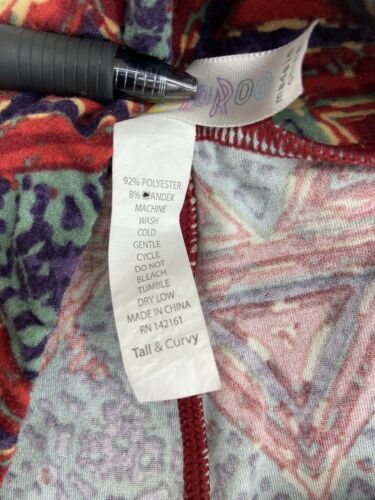 92% POLYESTER
8% SPANDEX
MACHINE
WASH
COLD
GENTLE
CYCLE
DO NOT
BLEACH
TUMBLE
DRY LOW
MADE IN CHINA
RN 142161
Tall & Curvy